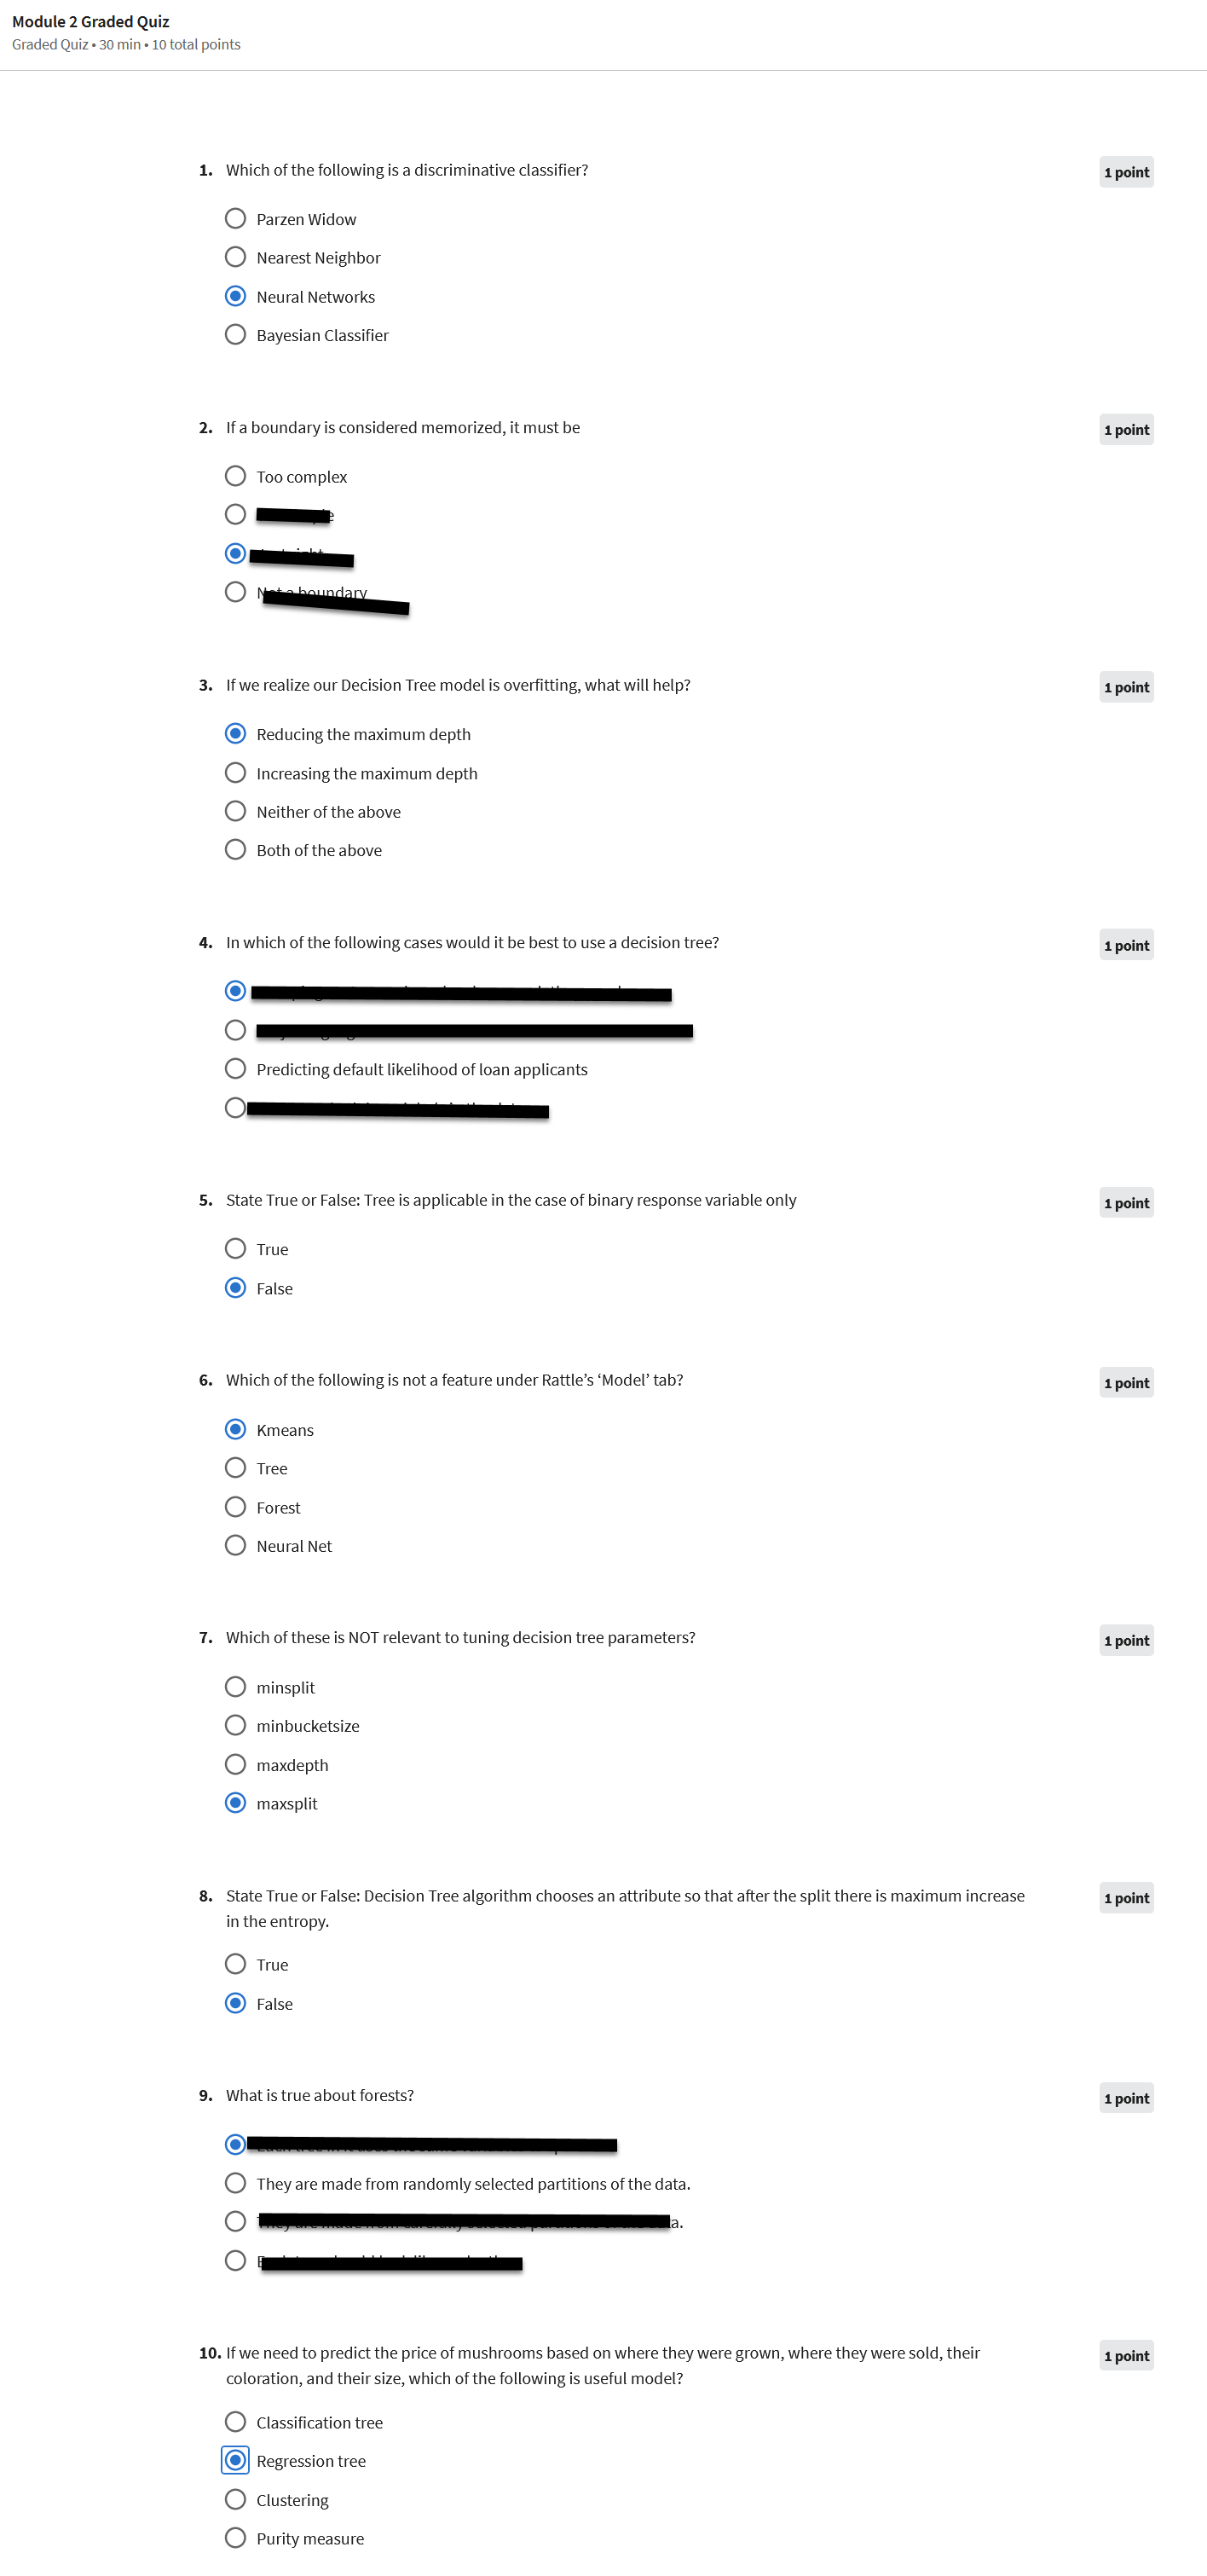 Module 2 Graded Quiz
Graded Quiz • 30 min • 10 total points
1. Which of the following is a discriminative classifier?
1 point
Parzen Widow
Nearest Neighbor
Neural Networks
Bayesian Classifier
2. If a boundary is considered memorized, it must be
1 point
Too complex
Not a boundary
3. If we realize our Decision Tree model is overfitting, what will help?
1 point
Reducing the maximum depth
Increasing the maximum depth
Neither of the above
Both of the above
4. In which of the following cases would it be best to use a decision tree?
1 point
Predicting default likelihood of loan applicants
5. State True or False: Tree is applicable in the case of binary response variable only
1 point
True
False
6. Which of the following is not a feature under Rattle’s ‘Model’ tab?
1 point
Kmeans
Tree
Forest
Neural Net
7. Which of these is NOT relevant to tuning decision tree parameters?
1 point
minsplit
minbucketsize
maxdepth
maxsplit
8. State True or False: Decision Tree algorithm chooses an attribute so that after the split there is maximum increase
in the entropy.
1 point
True
False
9. What is true about forests?
1 point
They are made from randomly selected partitions of the data.
10. If we need to predict the price of mushrooms based on where they were grown, where they were sold, their
coloration, and their size, which of the following is useful model?
1 point
Classification tree
Regression tree
Clustering
Purity measure